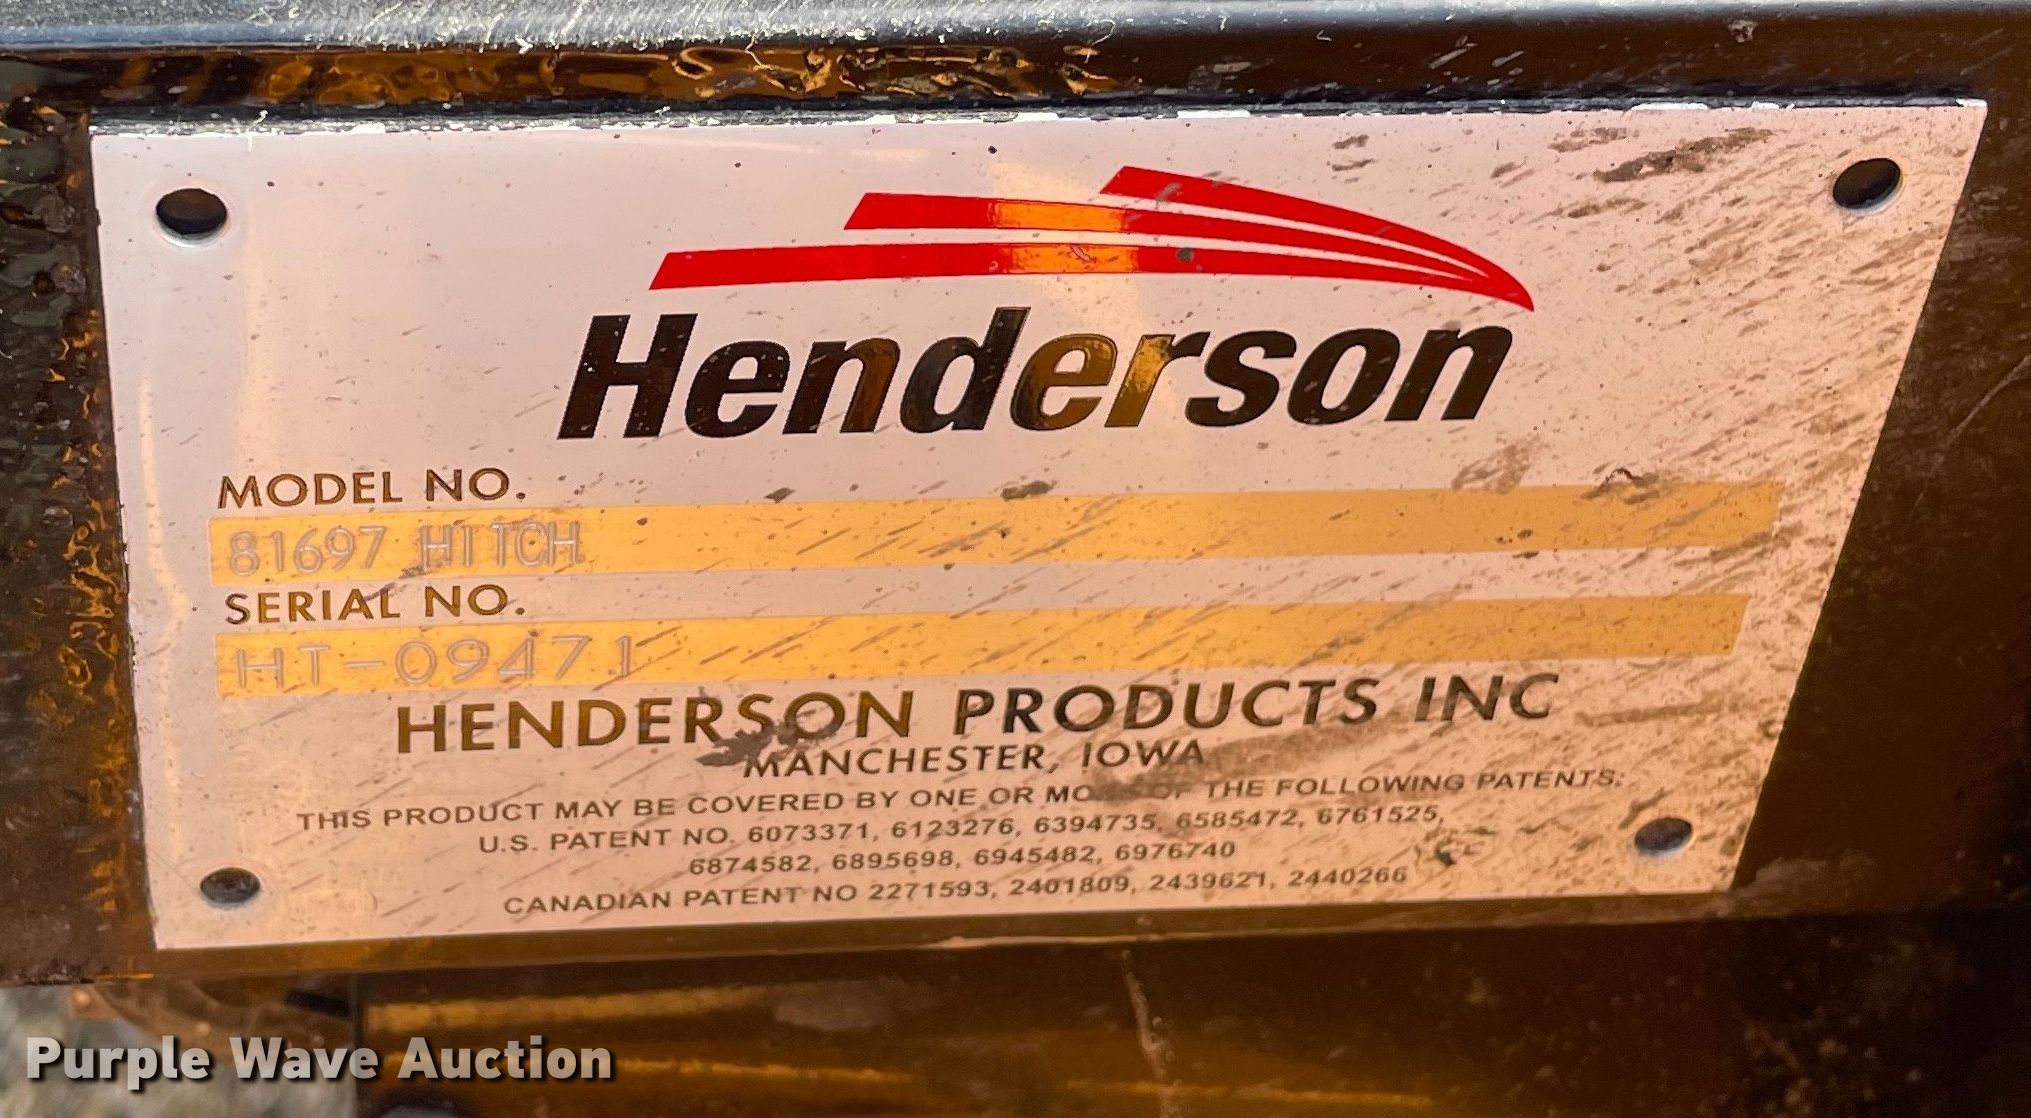 Henderson
MODEL NO.
81697 HITCH
SERIAL NO.
HT-09471
HENDERSON PRODUCTS INC
MANCHESTER, IOWA
THIS PRODUCT MAY BE COVERED BY ONE OR MORE OF THE FOLLOWING PATENTS:
U.S. PATENT NO. 6073371, 6123276, 6394735, 6585472, 6761525,
6874582, 6895698, 6945482, 6976740
CANADIAN PATENT NO 2271593, 2401809, 2439621, 2440266
Purple Wave Auction